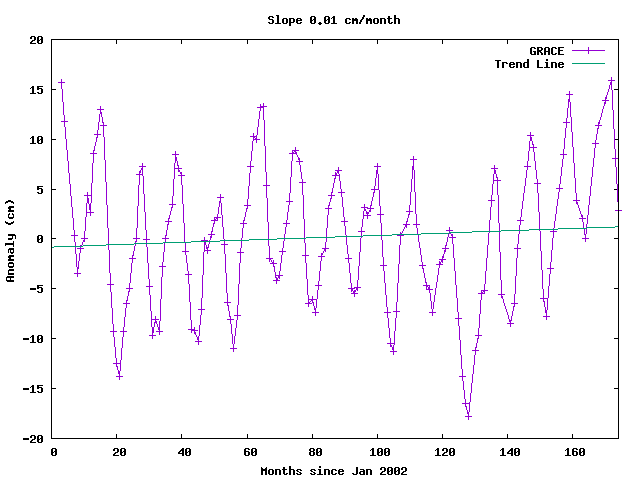 Slope 0.01 cm/month
20
15
10
5
0
-5
-10
-15
-20
Anomaly (cm)
GRACE
Trend Line
0 20 40 60 80 100 120 140 160
Months since Jan 2002